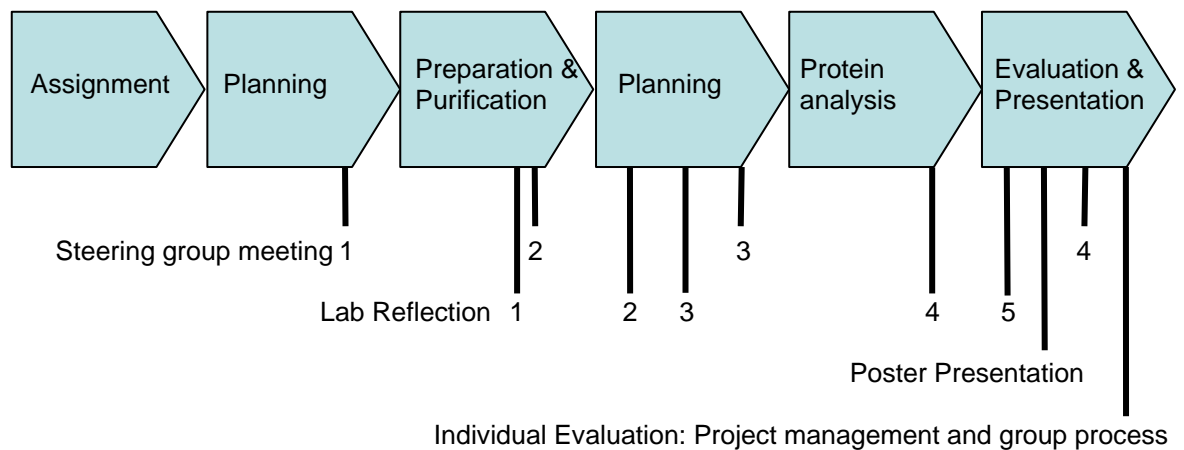 Assignment
Planning
Preparation &
Purification
Planning
Protein
analysis
Evaluation &
Presentation
Steering group meeting 1
2
3
4
Lab Reflection 1
2
3
4
5
Poster Presentation
Individual Evaluation: Project management and group process